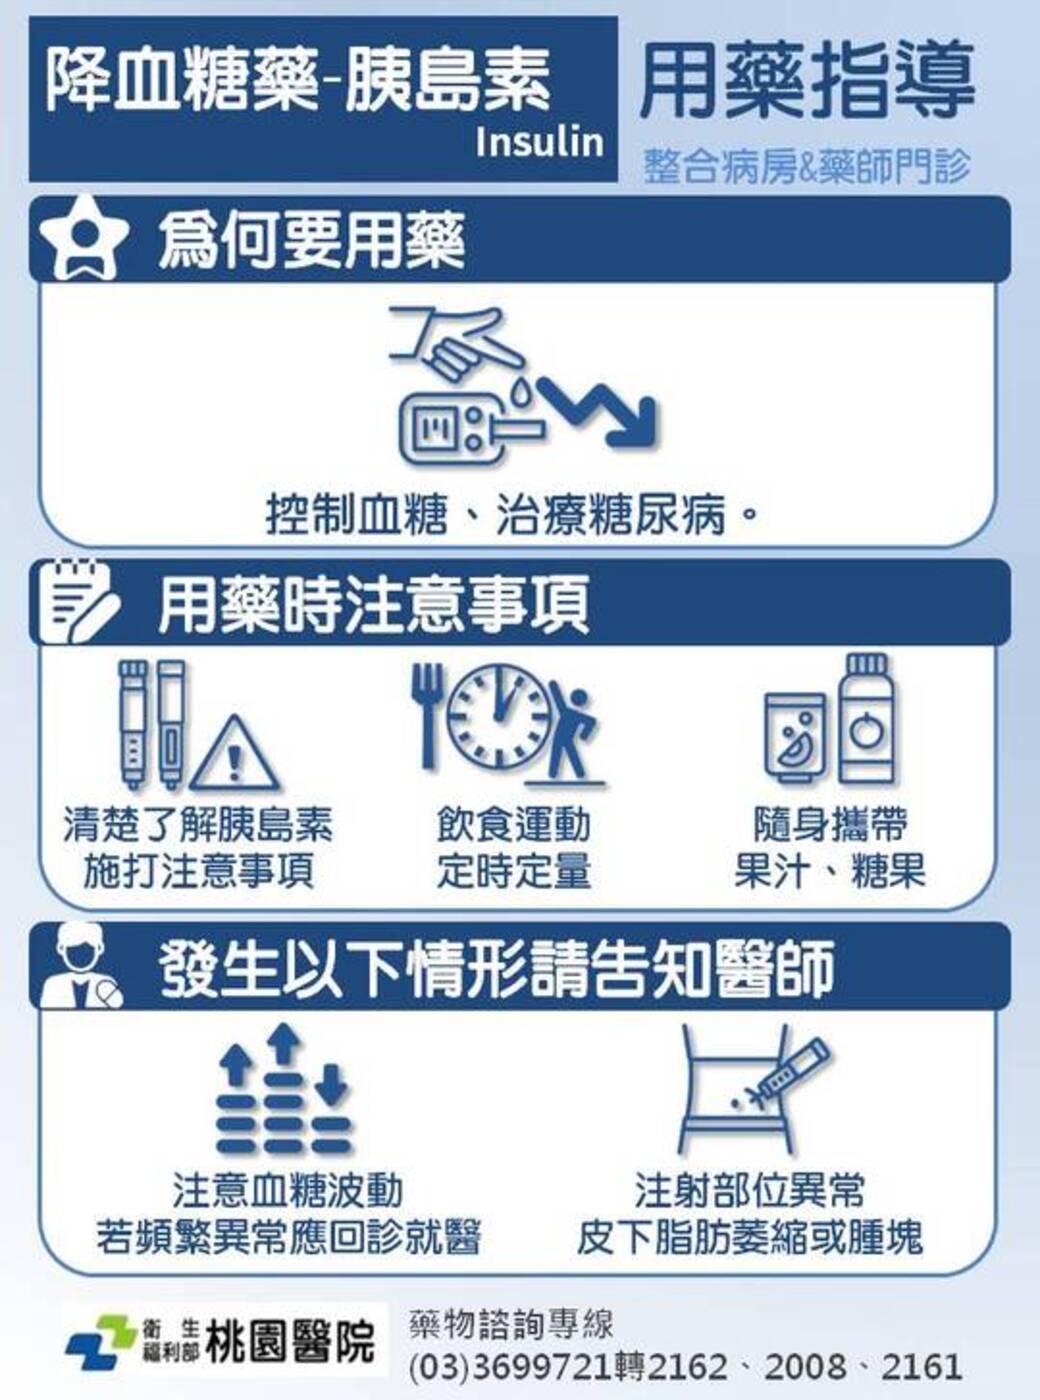 降血糖藥-胰島素
Insulin
用藥指導
整合病房&藥師門診
為何要用藥
控制血糖、治療糖尿病。
用藥時注意事項
清楚了解胰島素
施打注意事項
飲食運動
定時定量
隨身攜帶
果汁、糖果
發生以下情形請告知醫師
注意血糖波動
若頻繁異常應回診就醫
注射部位異常
皮下脂肪萎縮或腫塊
衛生
福利部
桃園醫院
藥物諮詢專線
(03)3699721轉2162、2008、2161